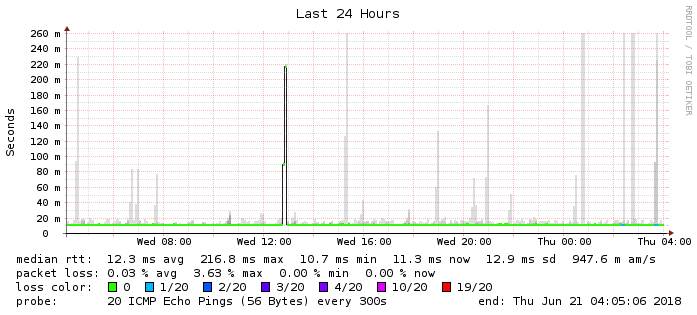 Last 24 Hours
RRDTOOL / TOBI OETIKER
Seconds
260 m
240 m
220 m
200 m
180 m
160 m
140 m
120 m
100 m
80 m
60 m
40 m
20 m
0
Wed 08:00 Wed 12:00 Wed 16:00 Wed 20:00 Thu 00:00 Thu 04:00
median rtt: 12.3 ms avg 216.8 ms max 10.7 ms min 11.3 ms now 12.9 ms sd 947.6 m am/s
packet loss: 0.03 % avg 3.63 % max 0.00 % min 0.00 % now
loss color: 0 1/20 2/20 3/20 4/20 10/20 19/20
probe: 20 ICMP Echo Pings (56 Bytes) every 300s end: Thu Jun 21 04:05:06 2018